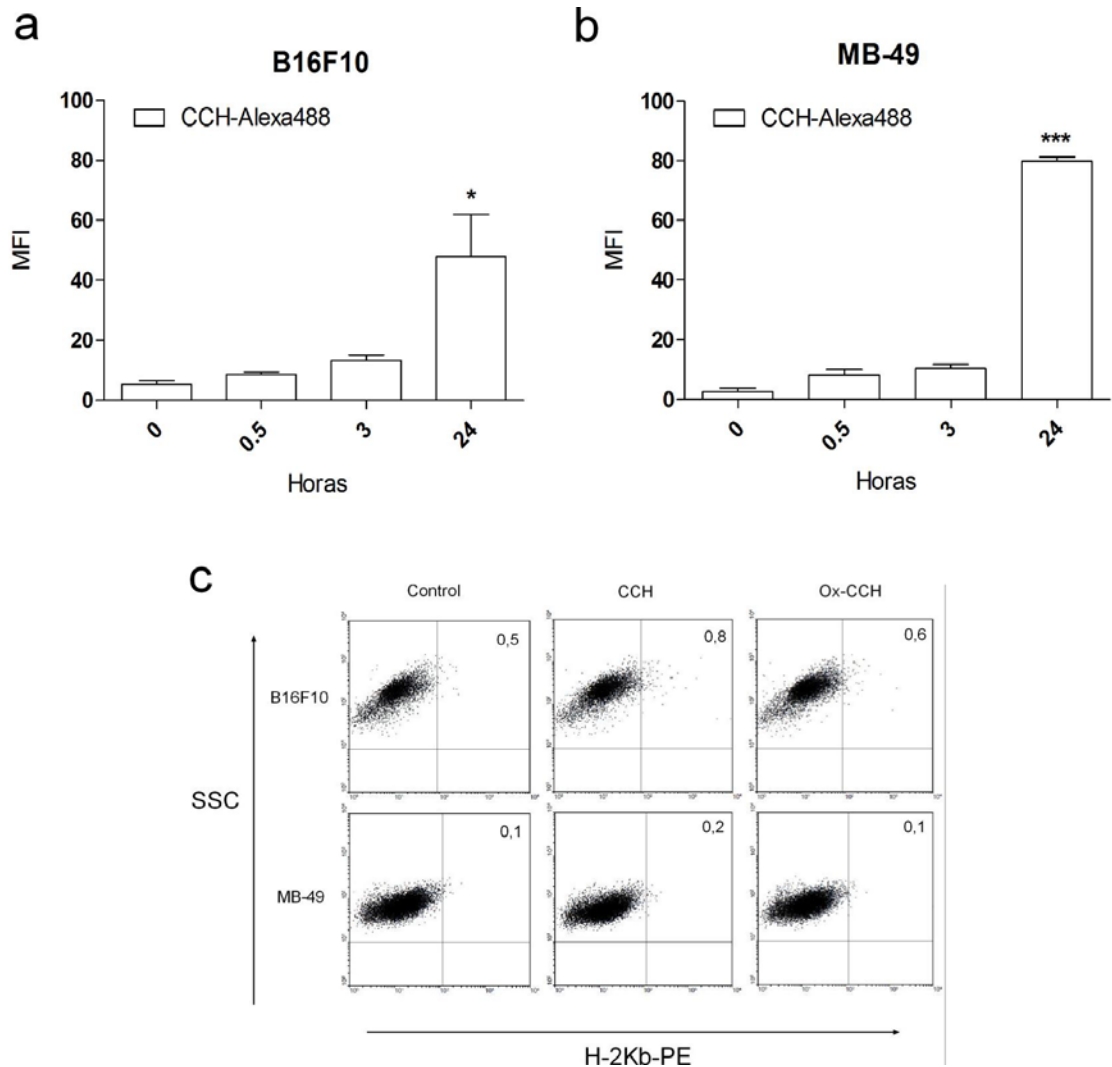 a
B16F10
100
80
60
40
20
0
MFI
CCH-Alexa488
*
0
0.5
3
24
Horas
b
MB-49
100
80
60
40
20
0
MFI
CCH-Alexa488
***
0
0.5
3
24
Horas
c
Control
CCH
Ox-CCH
B16F10
0,5
0,8
0,6
SSC
MB-49
0,1
0,2
0,1
H-2Kb-PE